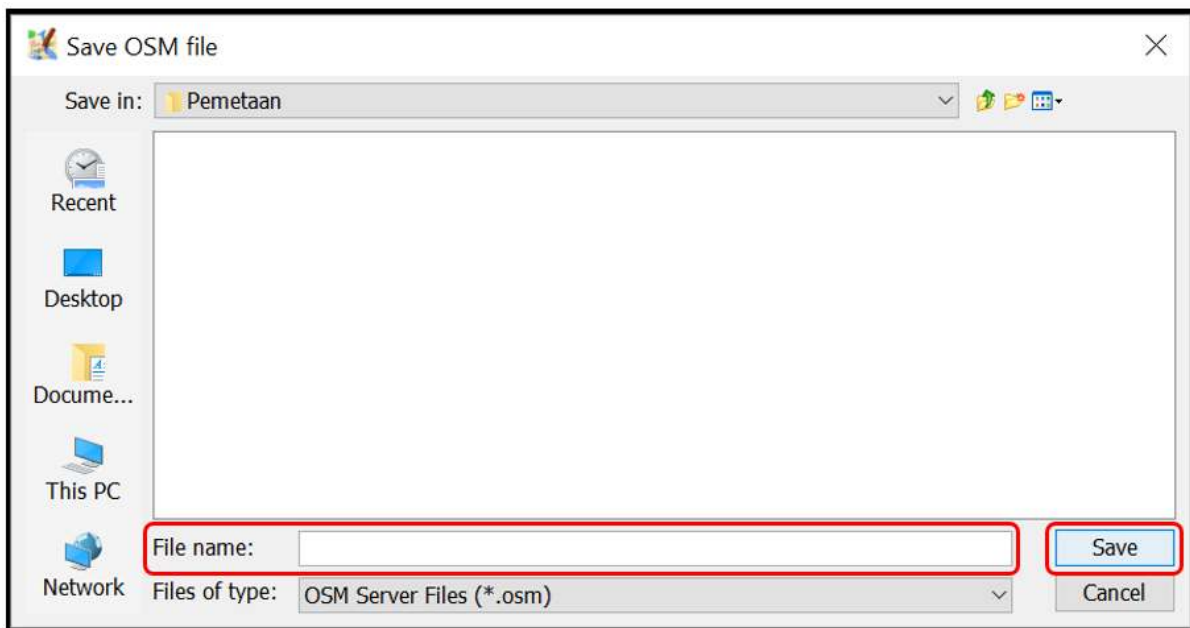 Save OSM file
Save in: Pemetaan
Recent
Desktop
Docume...
This PC
Network
File name:
Save
Files of type: OSM Server Files (*.osm)
Cancel